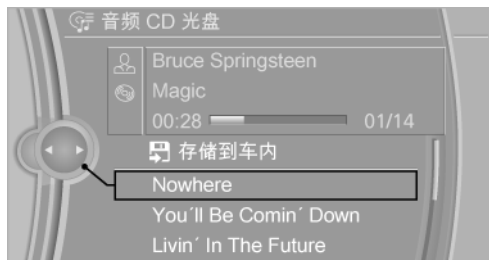 音频 CD 光盘
Bruce Springsteen
Magic
00:28 01/14
存储到车内
Nowhere
You´ll Be Comin´ Down
Livin´ In The Future